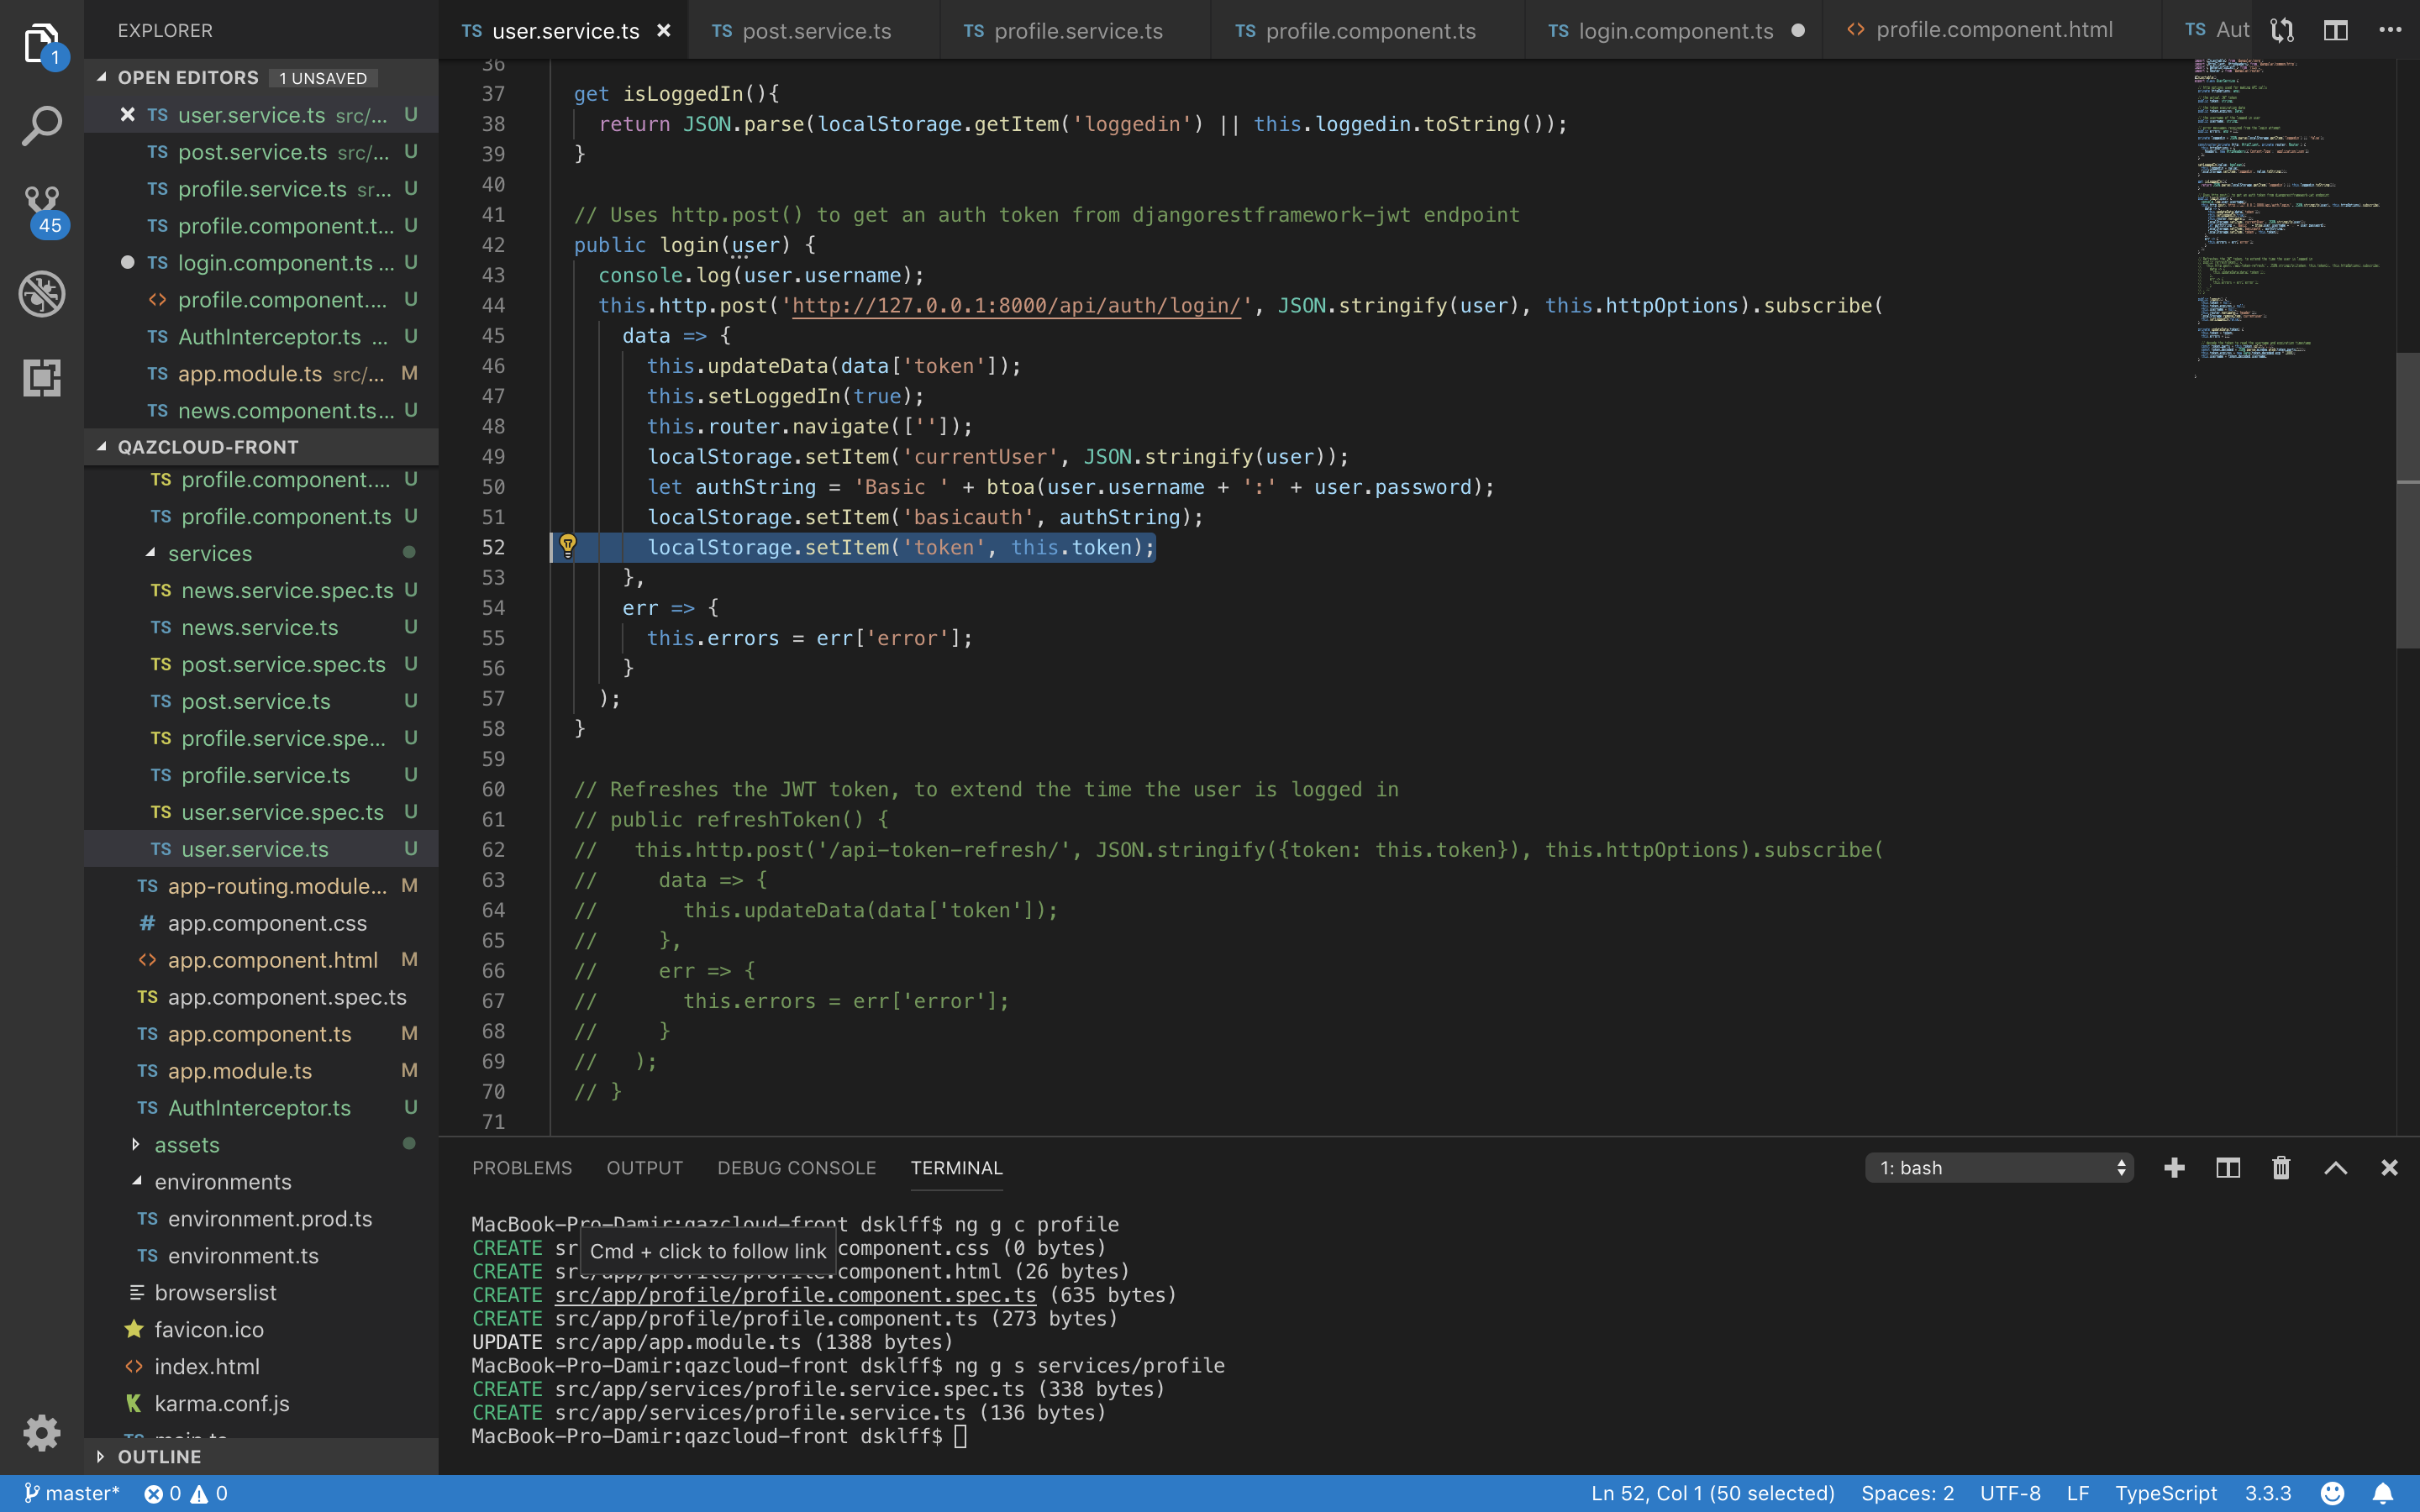 EXPLORER
OPEN EDITORS 1 UNSAVED
TS user.service.ts src/... U
TS post.service.ts src/... U
TS profile.service.ts sr... U
TS profile.component.t... U
TS login.component.ts ... U
<> profile.component.... U
TS AuthInterceptor.ts ... U
TS app.module.ts src/... M
TS news.component.ts... U
QAZCLOUD-FRONT
TS profile.component.... U
TS profile.component.ts U
services
TS news.service.spec.ts U
TS news.service.ts U
TS post.service.spec.ts U
TS post.service.ts U
TS profile.service.spe... U
TS profile.service.ts U
TS user.service.spec.ts U
TS user.service.ts U
TS app-routing.module... M
# app.component.css
<> app.component.html M
TS app.component.spec.ts
TS app.component.ts M
TS app.module.ts M
TS AuthInterceptor.ts U
assets
environments
TS environment.prod.ts
TS environment.ts
browserslist
favicon.ico
<> index.html
karma.conf.js
OUTLINE
1
45
TS user.service.ts
TS post.service.ts
TS profile.service.ts
TS profile.component.ts
TS login.component.ts
<> profile.component.html
TS Aut
36
37 get isLoggedIn(){
38 return JSON.parse(localStorage.getItem('loggedin') || this.loggedin.toString());
39 }
40
41 // Uses http.post() to get an auth token from djangorestframework-jwt endpoint
42 public login(user) {
43 console.log(user.username);
44 this.http.post('http://127.0.0.1:8000/api/auth/login/', JSON.stringify(user), this.httpOptions).subscribe(
45 data => {
46 this.updateData(data['token']);
47 this.setLoggedIn(true);
48 this.router.navigate(['']);
49 localStorage.setItem('currentUser', JSON.stringify(user));
50 let authString = 'Basic ' + btoa(user.username + ':' + user.password);
51 localStorage.setItem('basicauth', authString);
52 localStorage.setItem('token', this.token);
53 },
54 err => {
55 this.errors = err['error'];
56 }
57 );
58 }
59
60 // Refreshes the JWT token, to extend the time the user is logged in
61 // public refreshToken() {
62 // this.http.post('/api-token-refresh/', JSON.stringify({token: this.token}), this.httpOptions).subscribe(
63 // data => {
64 // this.updateData(data['token']);
65 // },
66 // err => {
67 // this.errors = err['error'];
68 // }
69 // );
70 // }
71
PROBLEMS OUTPUT DEBUG CONSOLE TERMINAL
1: bash
MacBook-Pro-Damir:qazcloud-front dsklff$ ng g c profile
CREATE sr component.css (0 bytes)
CREATE src/app/profile/profile.component.html (26 bytes)
CREATE src/app/profile/profile.component.spec.ts (635 bytes)
CREATE src/app/profile/profile.component.ts (273 bytes)
UPDATE src/app/app.module.ts (1388 bytes)
MacBook-Pro-Damir:qazcloud-front dsklff$ ng g s services/profile
CREATE src/app/services/profile.service.spec.ts (338 bytes)
CREATE src/app/services/profile.service.ts (136 bytes)
MacBook-Pro-Damir:qazcloud-front dsklff$
Cmd + click to follow link
master* 0 0
Ln 52, Col 1 (50 selected) Spaces: 2 UTF-8 LF TypeScript 3.3.3